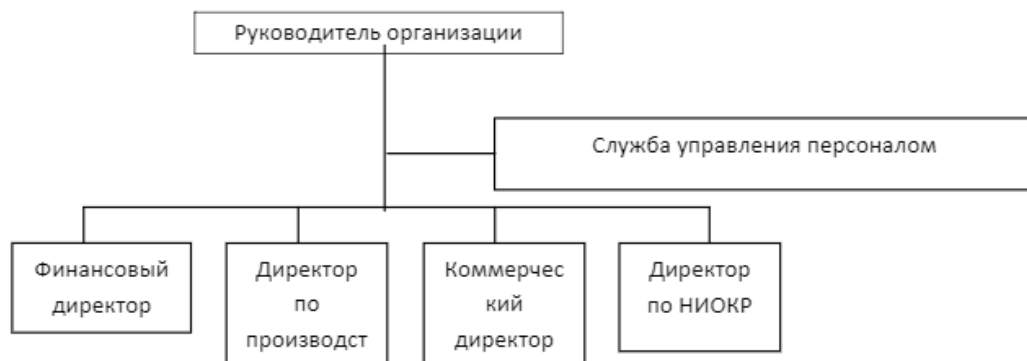 Руководитель организации
Служба управления персоналом
Финансовый
директор
Директор
по
производст
Коммерчес
кий
директор
Директор
по НИОКР